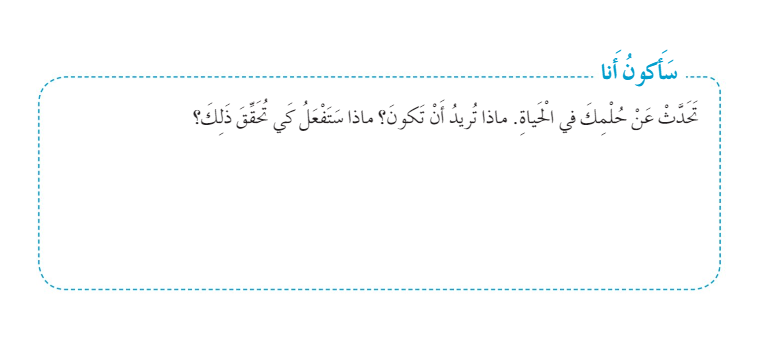 سَأَكونُ أَنا
تَحَدَّثْ عَنْ حُلْمِكَ في الْحَياةِ. ماذا تُريدُ أَنْ تَكونَ؟ ماذا سَتَفْعَلُ كَي تُحَقِّقَ ذَلِكَ؟